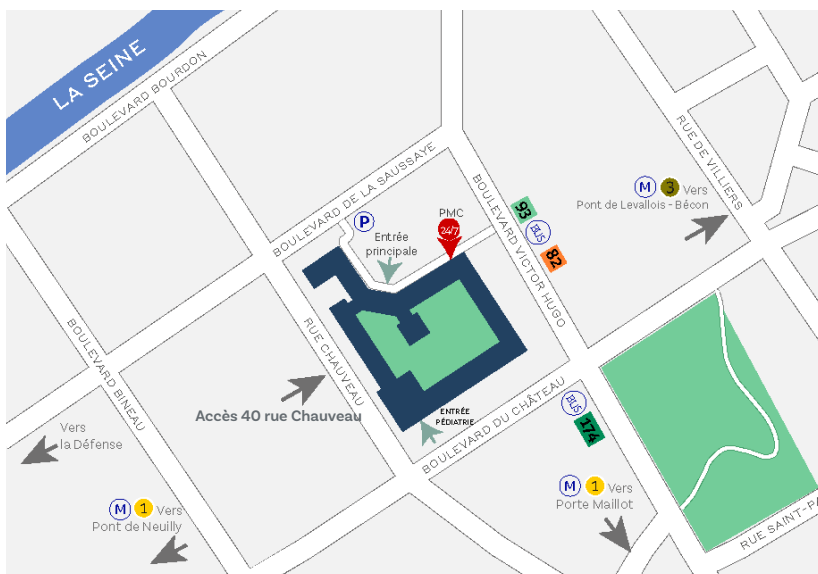 LA SEINE
BOULEVARD BOURDON
BOULEVARD DE LA SAUSSAYE
RUE DE VILLIERS
M 3 Vers
Pont de Levallois - Bécon
P
PMC
24/7
Entrée
principale
93
BUS
82
BOULEVARD VICTOR HUGO
BOULEVARD BINEAU
RUE CHAUVEAU
Accès 40 rue Chauveau
ENTRÉE
PÉDIATRIE
BOULEVARD DU CHÂTEAU
BUS
174
Vers
la Défense
M 1 Vers
Pont de Neuilly
M 1 Vers
Porte Maillot
RUE SAINT-PA